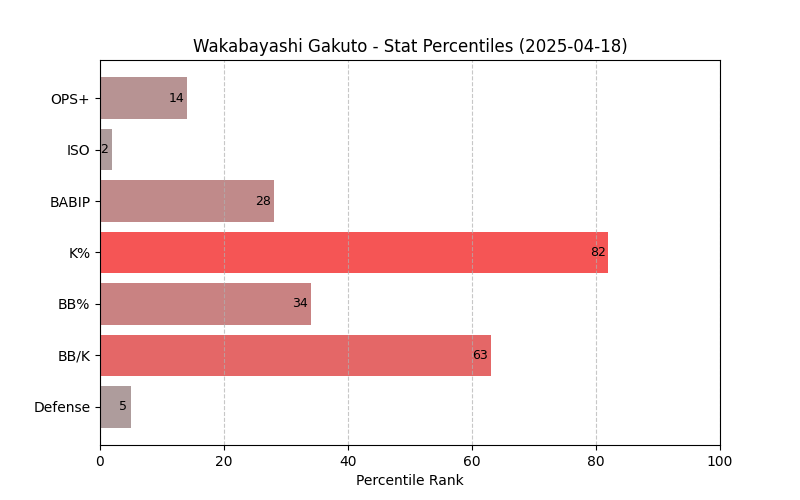 Wakabayashi Gakuto - Stat Percentiles (2025-04-18)
OPS+ 14
ISO 2
BABIP 28
K% 82
BB% 34
BB/K 63
Defense 5
0 20 40 60 80 100
Percentile Rank